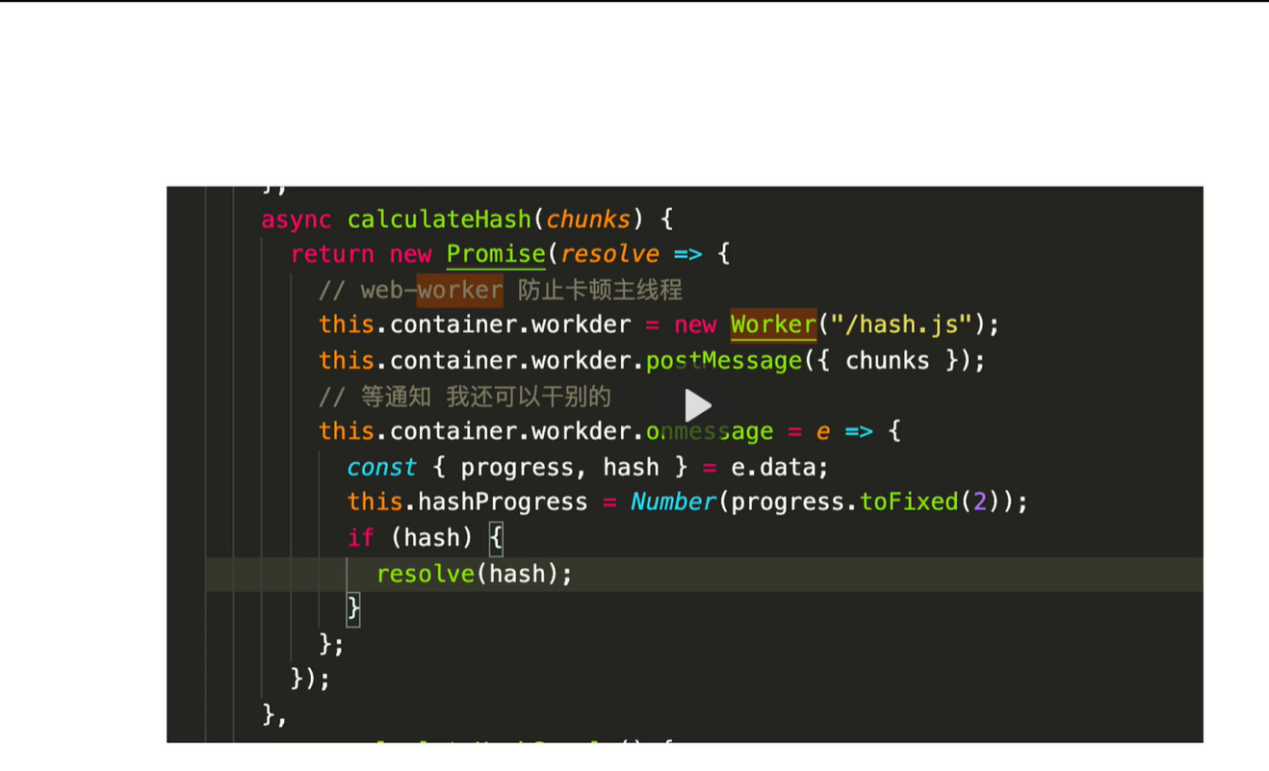 },
async calculateHash(chunks) {
return new Promise(resolve => {
// web-worker 防止卡顿主线程
this.container.workder = new Worker("/hash.js");
this.container.workder.postMessage({ chunks });
// 等通知 我还可以干别的
this.container.workder.onmessage = e => {
const { progress, hash } = e.data;
this.hashProgress = Number(progress.toFixed(2));
if (hash) {
resolve(hash);
}
};
});
},